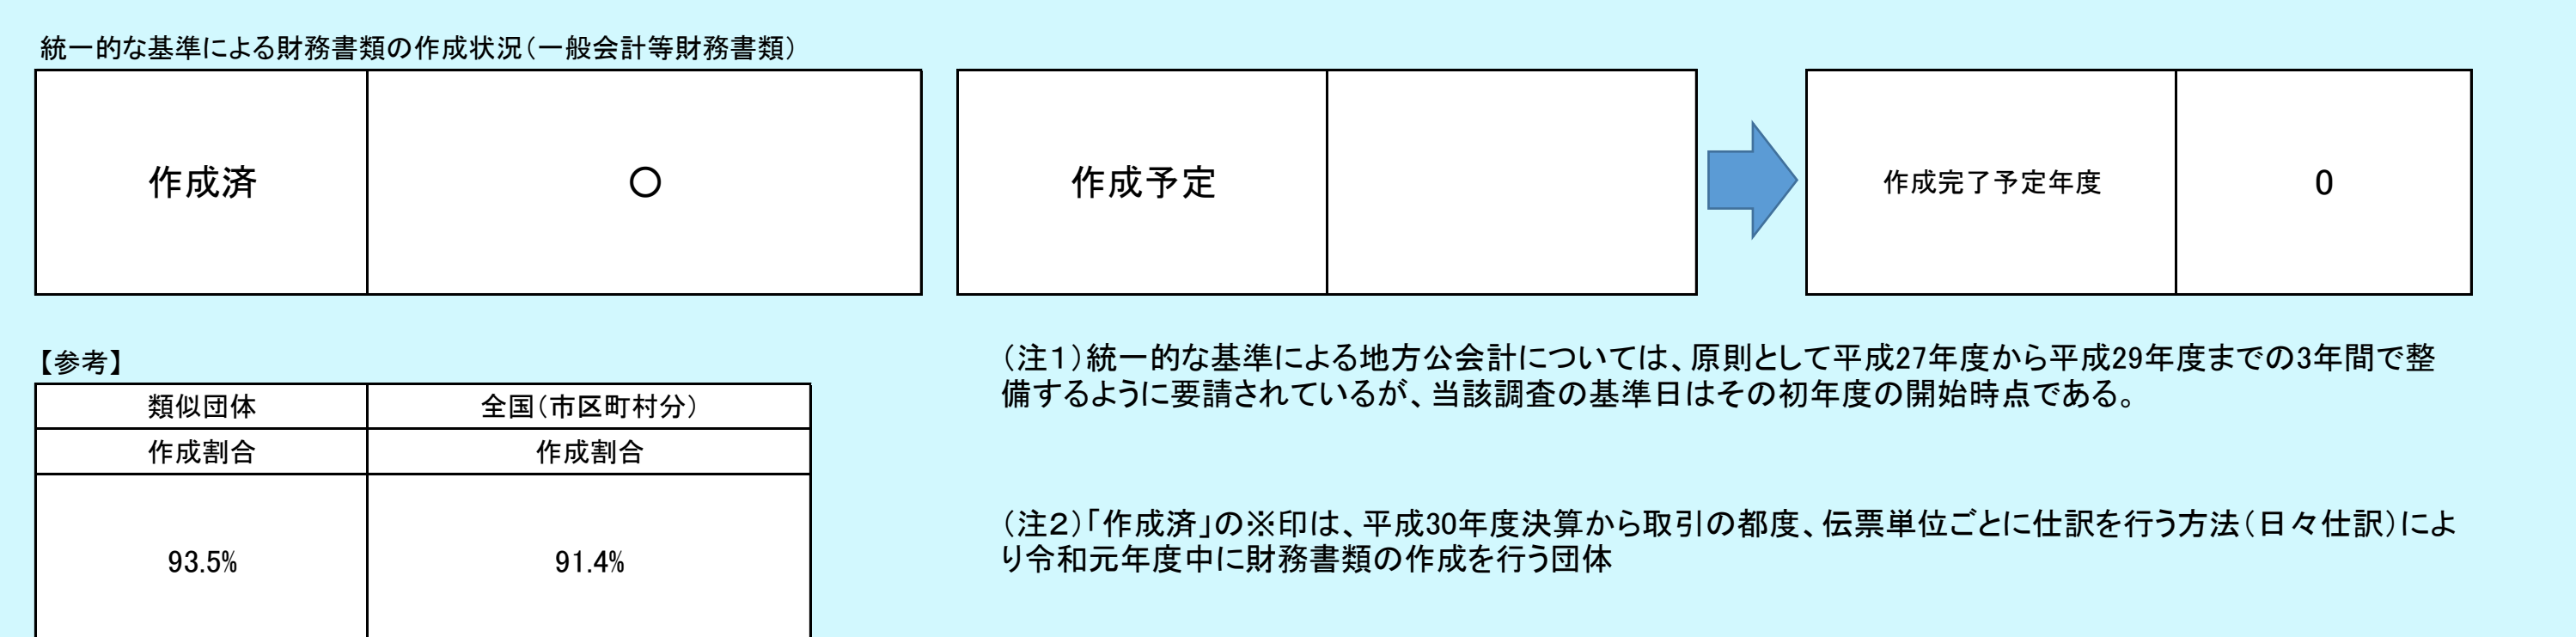 統一的な基準による財務書類の作成状況（一般会計等財務書類）
作成済 〇 作成予定 作成完了予定年度 0
【参考】
類似団体 全国（市区町村分）
作成割合 作成割合
93.5% 91.4%
（注１）統一的な基準による地方公会計については、原則として平成27年度から平成29年度までの3年間で整
備するように要請されているが、当該調査の基準日はその初年度の開始時点である。
（注２）「作成済」の※印は、平成30年度決算から取引の都度、伝票単位ごとに仕訳を行う方法（日々仕訳）によ
り令和元年度中に財務書類の作成を行う団体